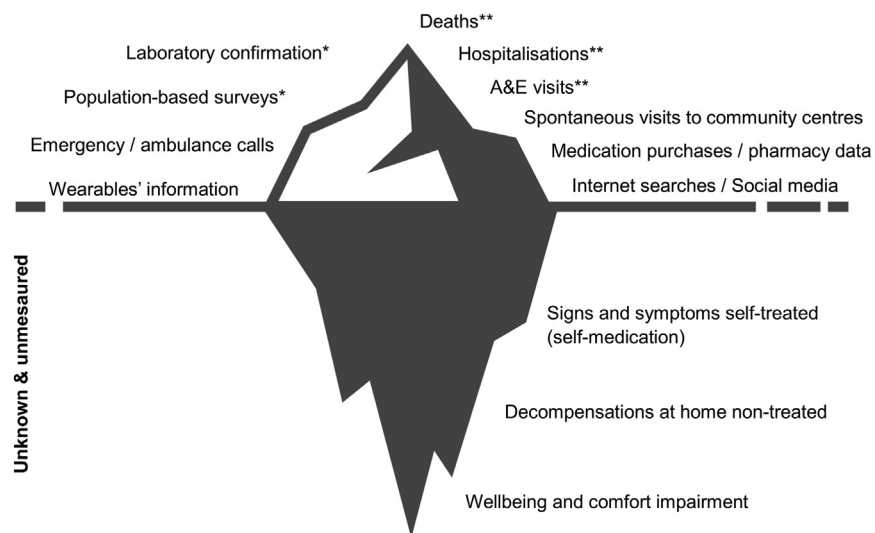 Deaths**
Laboratory confirmation*
Hospitalisations**
A&E visits**
Population-based surveys*
Spontaneous visits to community centres
Emergency / ambulance calls
Medication purchases / pharmacy data
Wearables' information
Internet searches / Social media
Unknown & unmesaured
Signs and symptoms self-treated
(self-medication)
Decompensations at home non-treated
Wellbeing and comfort impairment